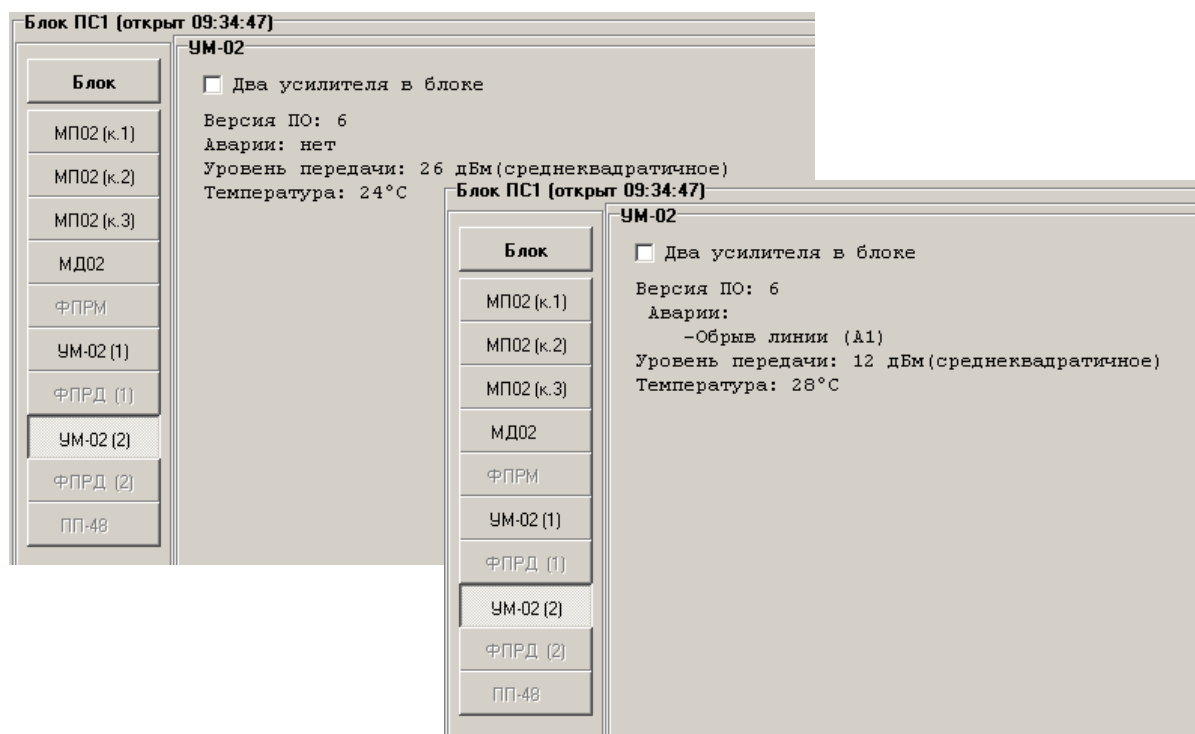 Блок ПС1 (открыт 09:34:47)
УМ-02
Блок
Два усилителя в блоке
Версия ПО: 6
Аварии: нет
Уровень передачи: 26 дБм(среднеквадратичное)
Температура: 24°C
МП02 (к.1)
МП02 (к.2)
МП02 (к.3)
МД02
ФПРМ
УМ-02 (1)
ФПРД (1)
УМ-02 (2)
ФПРД (2)
ПП-48
Блок ПС1 (открыт 09:34:47)
УМ-02
Блок
Два усилителя в блоке
Версия ПО: 6
Аварии:
-Обрыв линии (А1)
Уровень передачи: 12 дБм(среднеквадратичное)
Температура: 28°C
МП02 (к.1)
МП02 (к.2)
МП02 (к.3)
МД02
ФПРМ
УМ-02 (1)
ФПРД (1)
УМ-02 (2)
ФПРД (2)
ПП-48